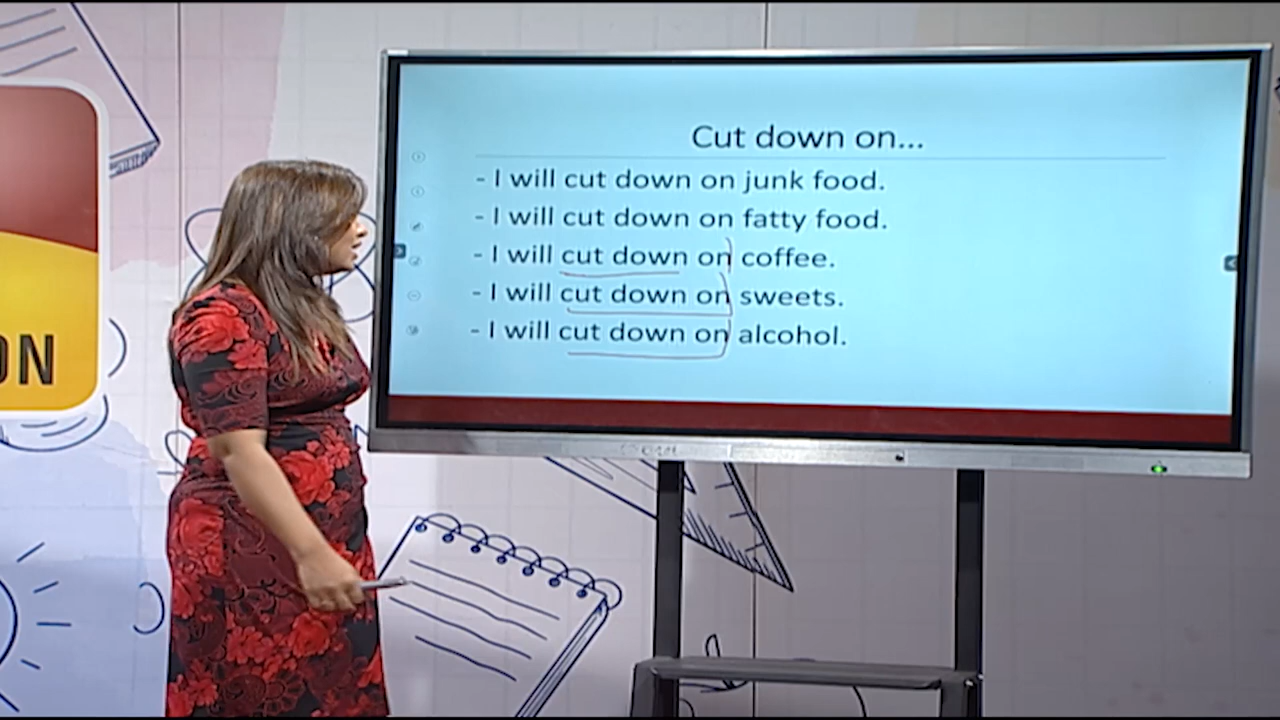 Cut down on...
- I will cut down on junk food.
- I will cut down on fatty food.
- I will cut down on coffee.
- I will cut down on sweets.
- I will cut down on alcohol.
ON